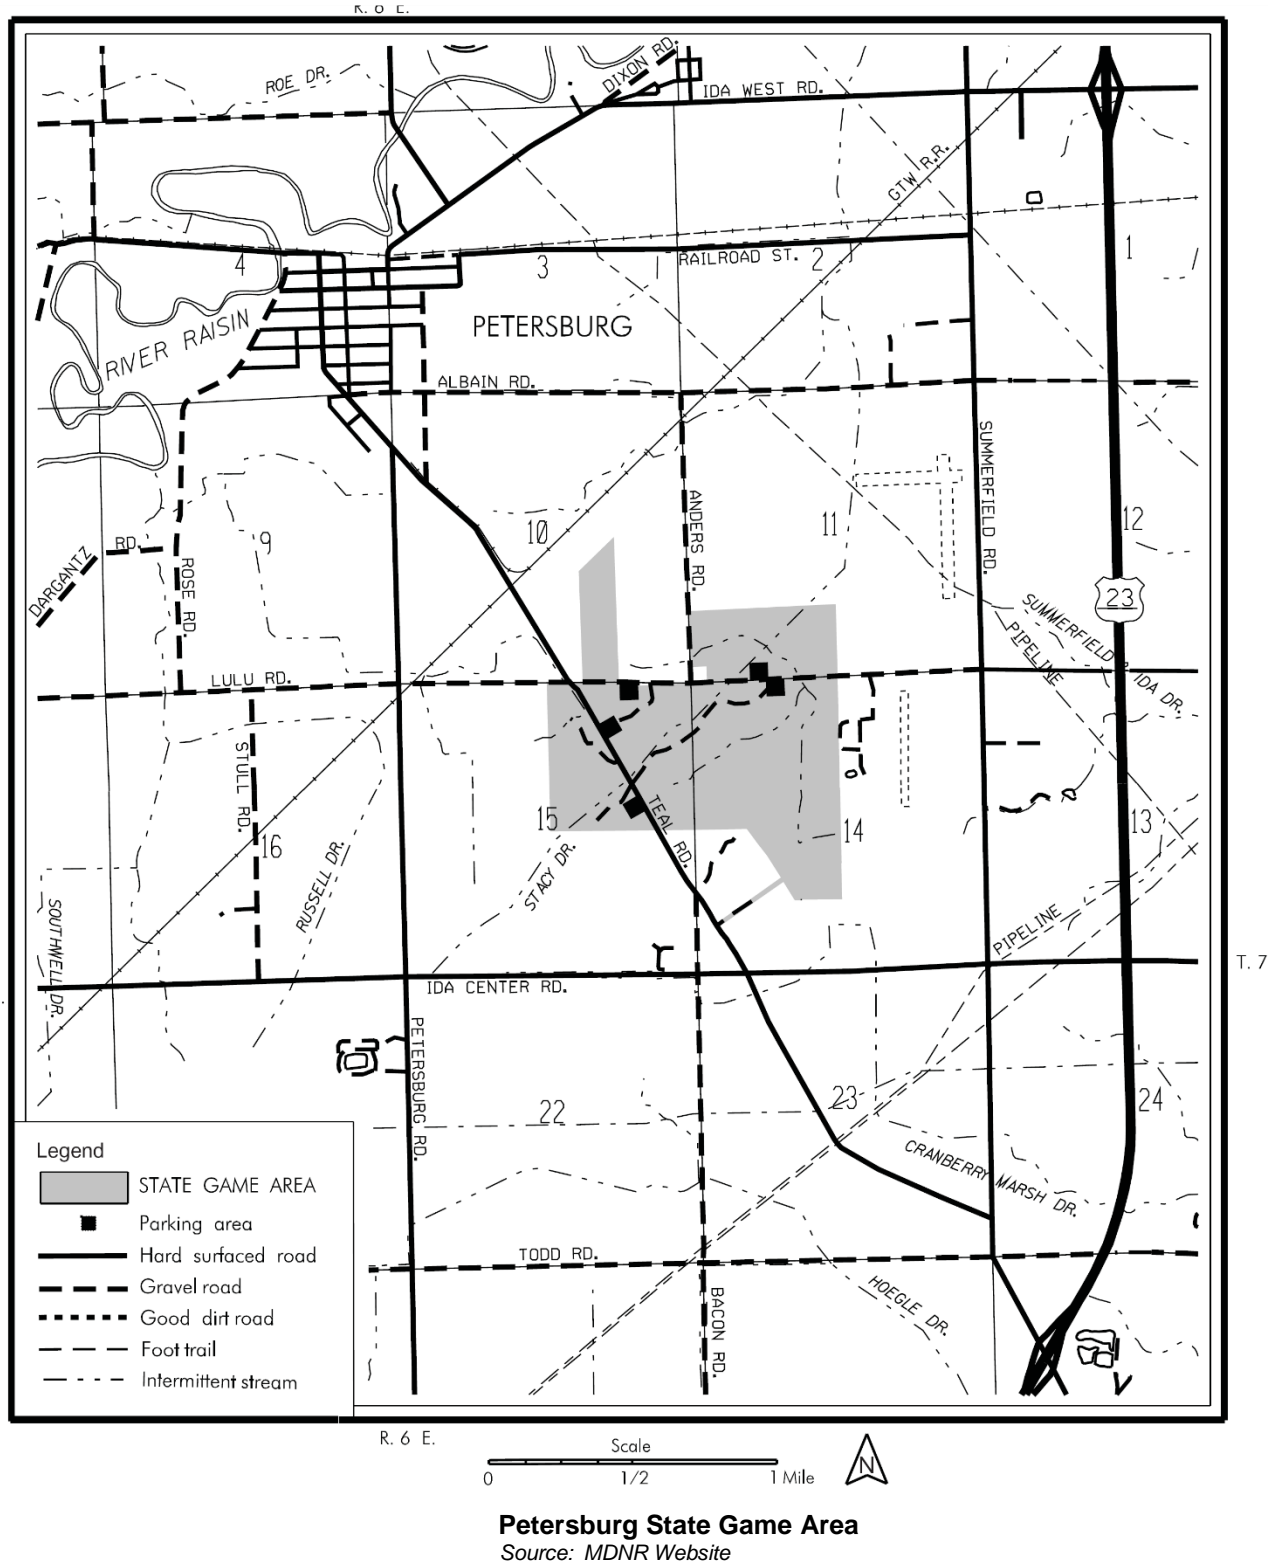 R. 6 E.
ROE DR.
DIXON RD.
IDA WEST RD.
GTW R.R.
4
3
RAILROAD ST.
2
1
RIVER RAISIN
PETERSBURG
ALBAIN RD.
SUMMERFIELD RD.
ANDERS RD.
9
10
11
12
DARGANTZ RD.
ROSE RD.
23
SUMMERFIELD
IDA DR.
PIPELINE
LULU RD.
STULL RD.
16
15
TEAL RD.
14
13
STACY DR.
RUSSELL DR.
SOUTHWELL DR.
PIPELINE
T. 7
IDA CENTER RD.
PETERSBURG RD.
22
23
24
CRANBERRY MARSH DR.
TODD RD.
HOEGLE DR.
BACON RD.
Legend
STATE GAME AREA
Parking area
Hard surfaced road
Gravel road
Good dirt road
Foot trail
Intermittent stream
R. 6 E.
Scale
0 1/2 1 Mile
N
Petersburg State Game Area
Source: MDNR Website